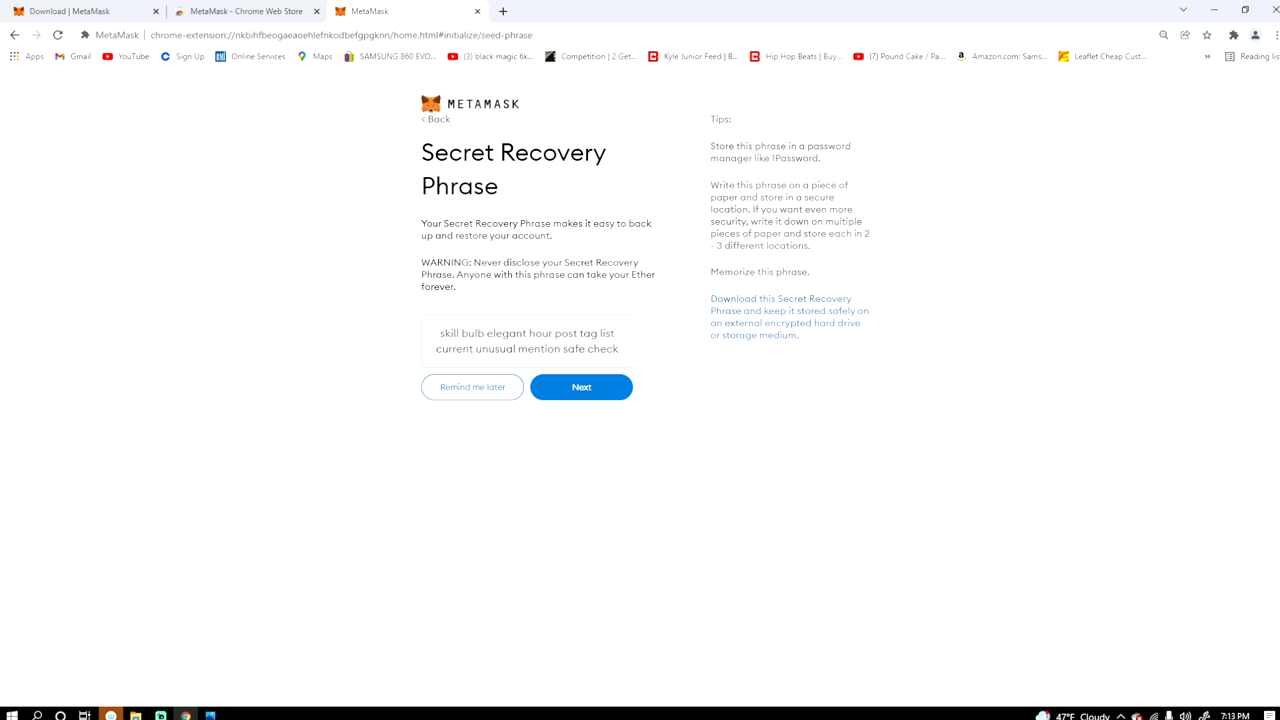 Download | MetaMask
MetaMask - Chrome Web Store
MetaMask
MetaMask
chrome-extension://nkbihfbeogaeaoehlefnkodbefgpgknn/home.html#initialize/seed-phrase
Apps
Gmail
YouTube
Sign Up
Online Services
Maps
SAMSUNG 860 EVO...
(3) black magic 6k...
Competition | 2 Get...
Kyle Junior Feed | B...
Hip Hop Beats | Buy...
(7) Pound Cake / Pa...
Amazon.com: Sams...
Leaflet Cheap Cust...
»
Reading list
METAMASK
< Back
Secret Recovery
Phrase
Your Secret Recovery Phrase makes it easy to back
up and restore your account.
WARNING: Never disclose your Secret Recovery
Phrase. Anyone with this phrase can take your Ether
forever.
skill bulb elegant hour post tag list
current unusual mention safe check
Remind me later
Next
Tips:
Store this phrase in a password
manager like 1Password.
Write this phrase on a piece of
paper and store in a secure
location. If you want even more
security, write it down on multiple
pieces of paper and store each in 2
- 3 different locations.
Memorize this phrase.
Download this Secret Recovery
Phrase and keep it stored safely on
an external encrypted hard drive
or storage medium.
47°F Cloudy
7:13 PM